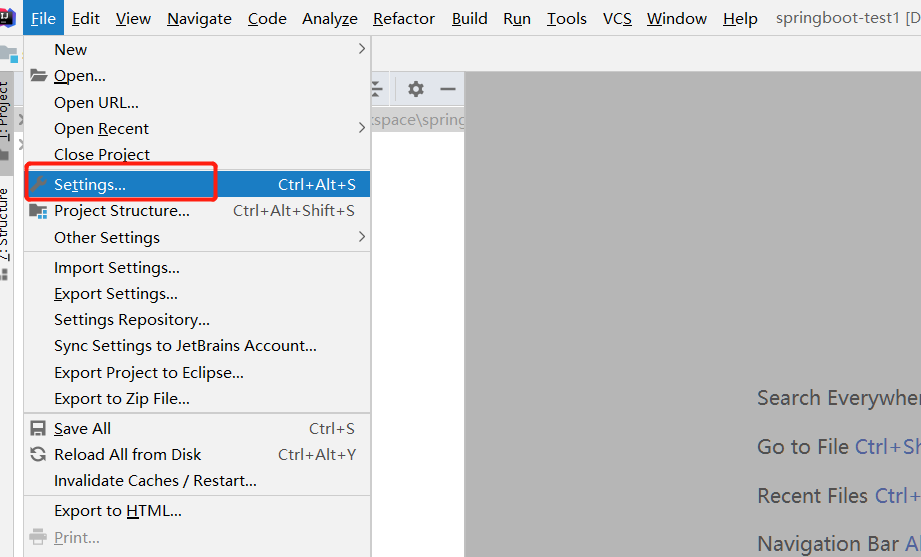 File Edit View Navigate Code Analyze Refactor Build Run Tools VCS Window Help springboot-test1
New
Open...
Open URL...
Open Recent
Close Project
Settings... Ctrl+Alt+S
Project Structure... Ctrl+Alt+Shift+S
Other Settings
Import Settings...
Export Settings...
Settings Repository...
Sync Settings to JetBrains Account...
Export Project to Eclipse...
Export to Zip File...
Save All Ctrl+S
Reload All from Disk Ctrl+Alt+Y
Invalidate Caches / Restart...
Export to HTML...
Print...
1: Project
Z: Structure
kspace\spring
Search Everywher
Go to File Ctrl+Sh
Recent Files Ctrl+
Navigation Bar A